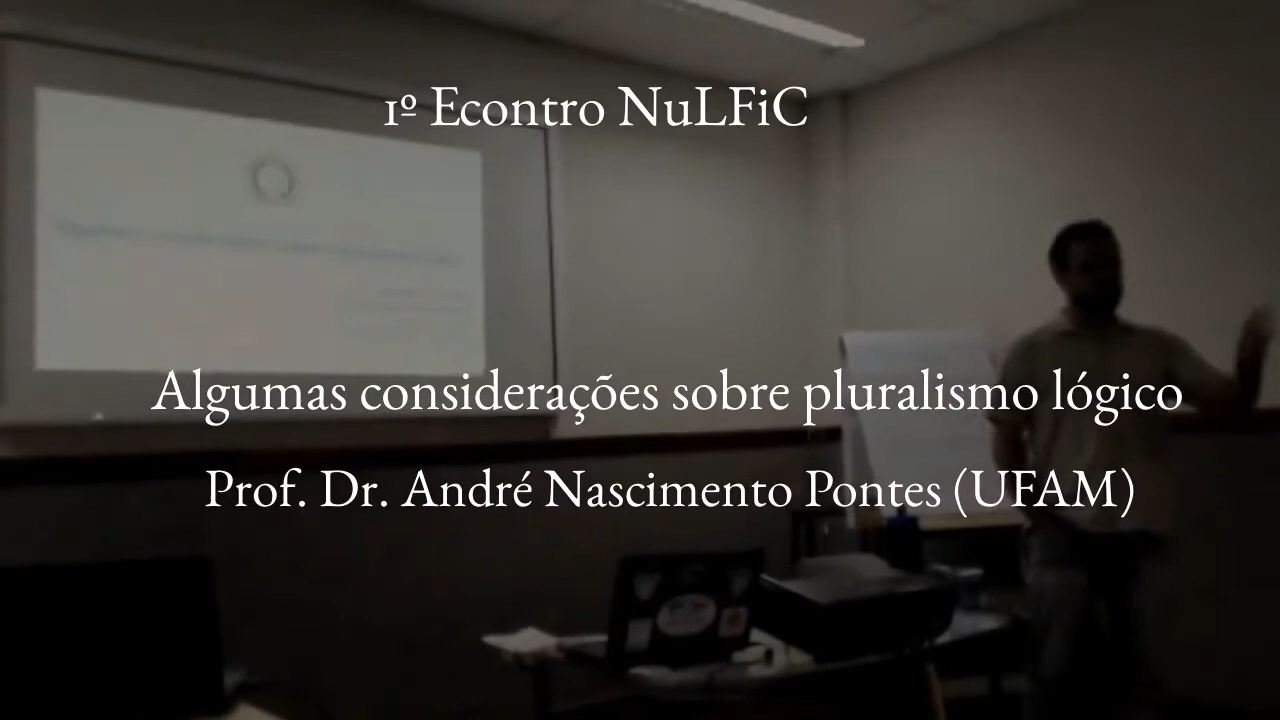 1º Econtro NuLFiC
Algumas considerações sobre pluralismo lógico
Prof. Dr. André Nascimento Pontes (UFAM)